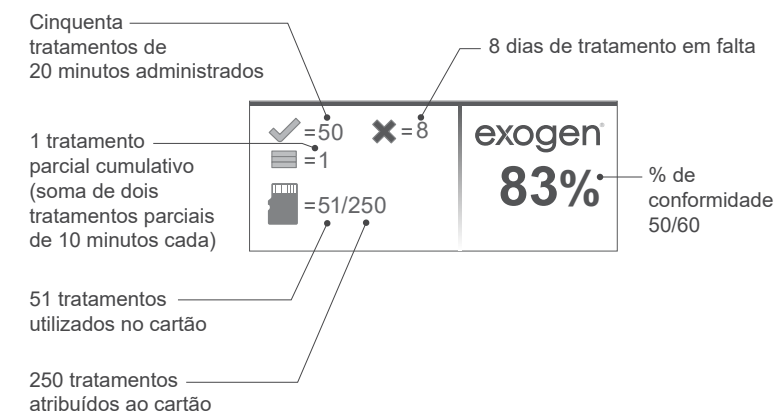 Cinquenta
tratamentos de
20 minutos administrados
8 dias de tratamento em falta
1 tratamento
parcial cumulativo
(soma de dois
tratamentos parciais
de 10 minutos cada)
=50
=8
=1
=51/250
exogen
83%
% de
conformidade
50/60
51 tratamentos
utilizados no cartão
250 tratamentos
atribuídos ao cartão